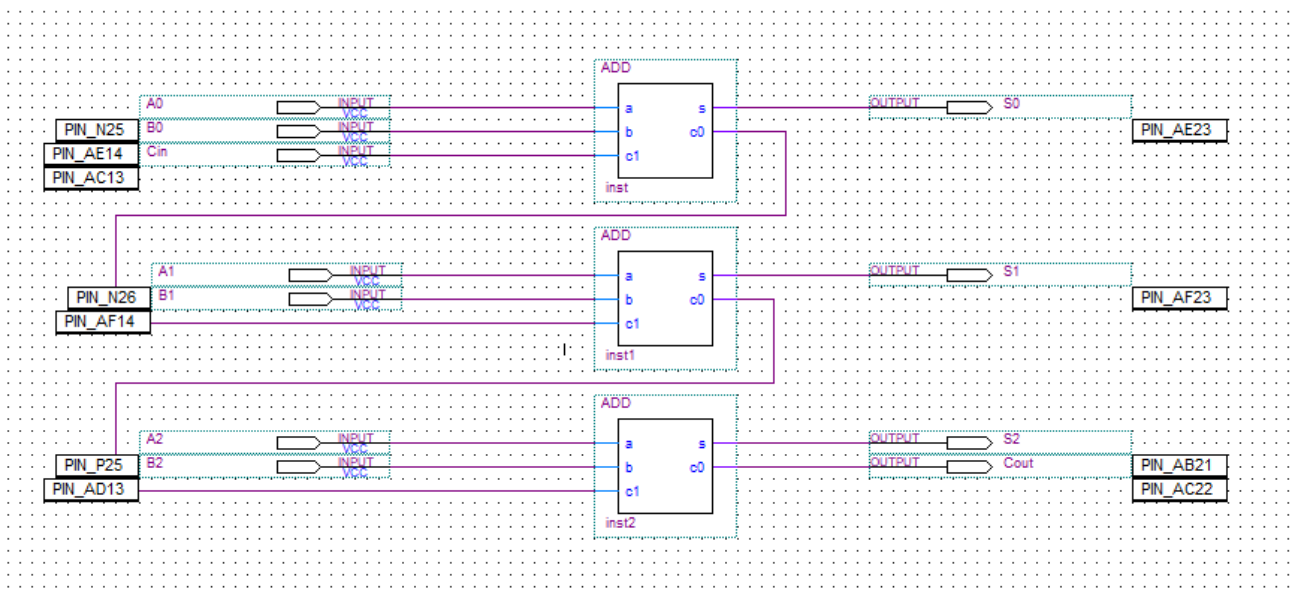 ADD
A0 INPUT VCC a s OUTPUT S0
PIN_N25 B0 INPUT VCC b c0 PIN_AE23
PIN_AE14 Cin INPUT VCC c1
PIN_AC13
inst
ADD
A1 INPUT VCC a s OUTPUT S1
PIN_N26 B1 INPUT VCC b c0 PIN_AF23
PIN_AF14 c1
inst1
ADD
A2 INPUT VCC a s OUTPUT S2
PIN_P25 B2 INPUT VCC b c0 OUTPUT Cout PIN_AB21
PIN_AD13 c1 PIN_AC22
inst2